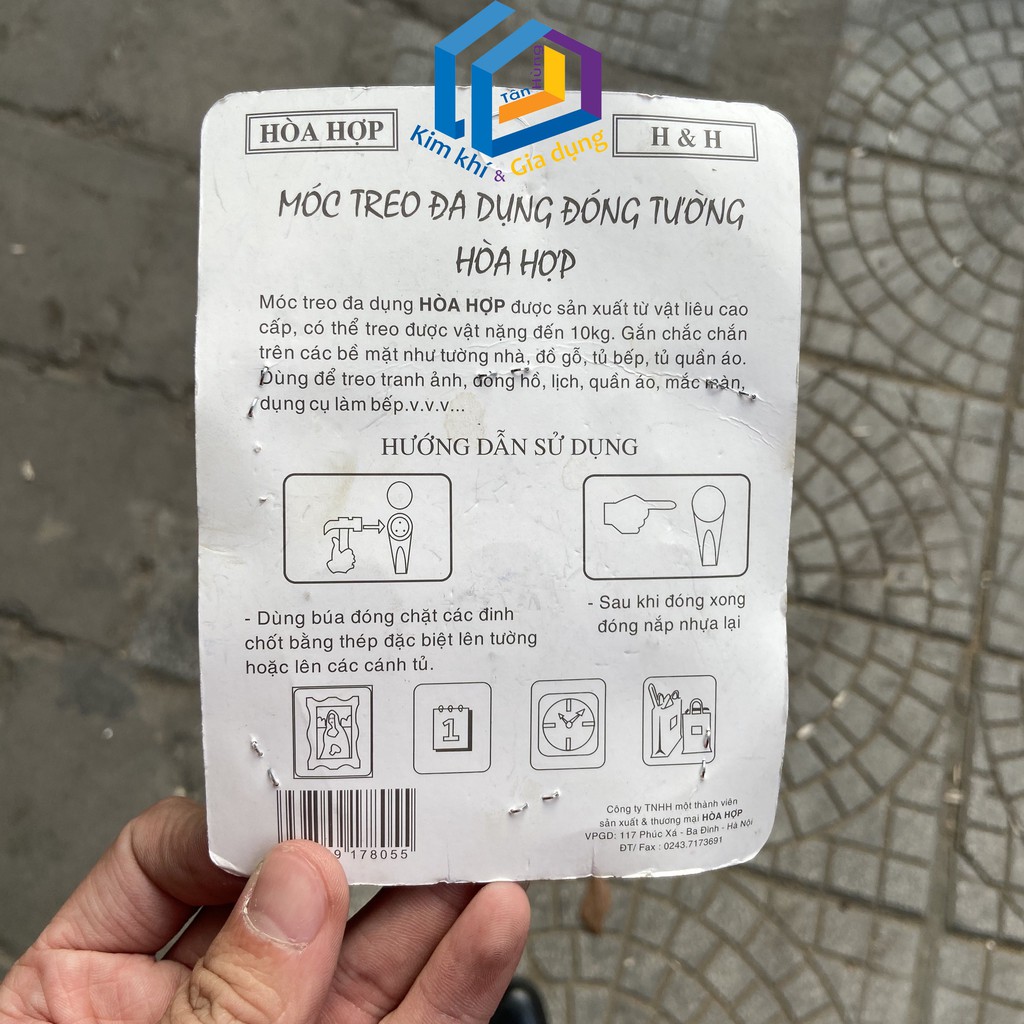 Tân Hùng
Kim khí & Gia dụng
HÒA HỢP
H & H
MÓC TREO ĐA DỤNG ĐÓNG TƯỜNG
HÒA HỢP
Móc treo đa dụng HÒA HỢP được sản xuất từ vật liêu cao
cấp, có thể treo được vật nặng đến 10kg. Gắn chắc chắn
trên các bề mặt như tường nhà, đồ gỗ, tủ bếp, tủ quần áo.
Dùng để treo tranh ảnh, đồng hồ, lịch, quần áo, mắc màn,
dụng cụ làm bếp.v.v.v...
HƯỚNG DẪN SỬ DỤNG
- Dùng búa đóng chặt các đinh
chốt bằng thép đặc biệt lên tường
hoặc lên các cánh tủ.
- Sau khi đóng xong
đóng nắp nhựa lại
1
9 178055
Công ty TNHH một thành viên
sản xuất & thương mại HÒA HỢP
VPGD: 117 Phúc Xá - Ba Đình - Hà Nội
ĐT/ Fax : 0243.7173691